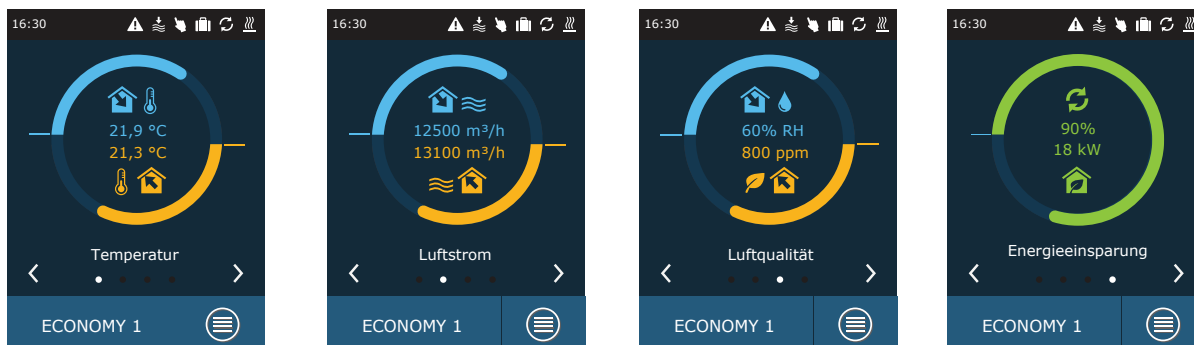 16:30
21,9 °C
21,3 °C
Temperatur
ECONOMY 1
16:30
12500 m³/h
13100 m³/h
Luftstrom
ECONOMY 1
16:30
60% RH
800 ppm
Luftqualität
ECONOMY 1
16:30
90%
18 kW
Energieeinsparung
ECONOMY 1